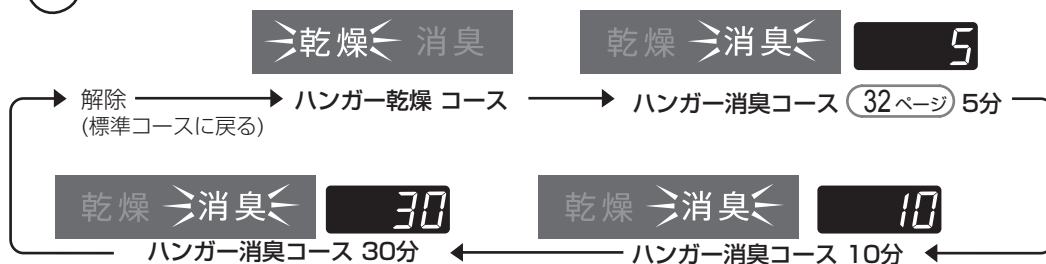 乾燥 消臭
乾燥 消臭 5
解除 ハンガー乾燥 コース ハンガー消臭コース 32ページ 5分
(標準コースに戻る)
乾燥 消臭 30 乾燥 消臭 10
ハンガー消臭コース 30分 ハンガー消臭コース 10分